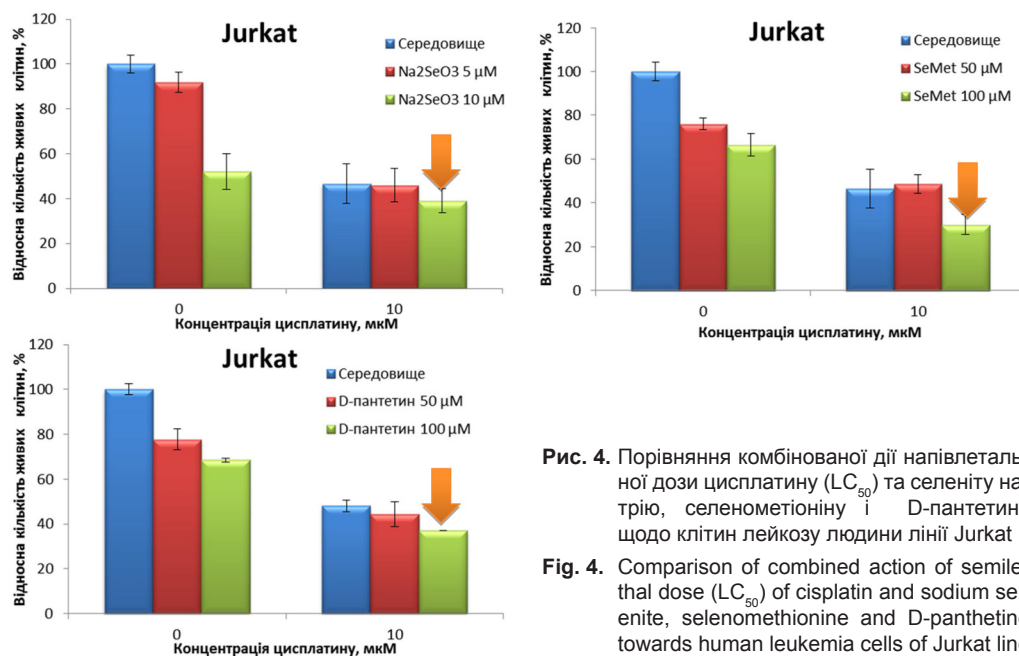 Jurkat
Відносна кількість живих клітин, %
120
100
80
60
40
20
0
Середовище
Na2SeO3 5 µM
Na2SeO3 10 µM
0
10
Концентрація цисплатину, мкМ
Jurkat
Відносна кількість живих клітин, %
120
100
80
60
40
20
0
Середовище
SeMet 50 µM
SeMet 100 µM
0
10
Концентрація цисплатину, мкМ
Jurkat
Відносна кількість живих клітин, %
120
100
80
60
40
20
0
Середовище
D-пантетин 50 µM
D-пантетин 100 µM
0
10
Концентрація цисплатину, мкМ
Рис. 4. Порівняння комбінованої дії напівлеталь
ної дози цисплатину (LC50) та селеніту на
трію, селенометіоніну і D-пантетин
щодо клітин лейкозу людини лінії Jurkat
Fig. 4. Comparison of combined action of semile
thal dose (LC50) of cisplatin and sodium se
enite, selenomethionine and D-panthetine
towards human leukemia cells of Jurkat line